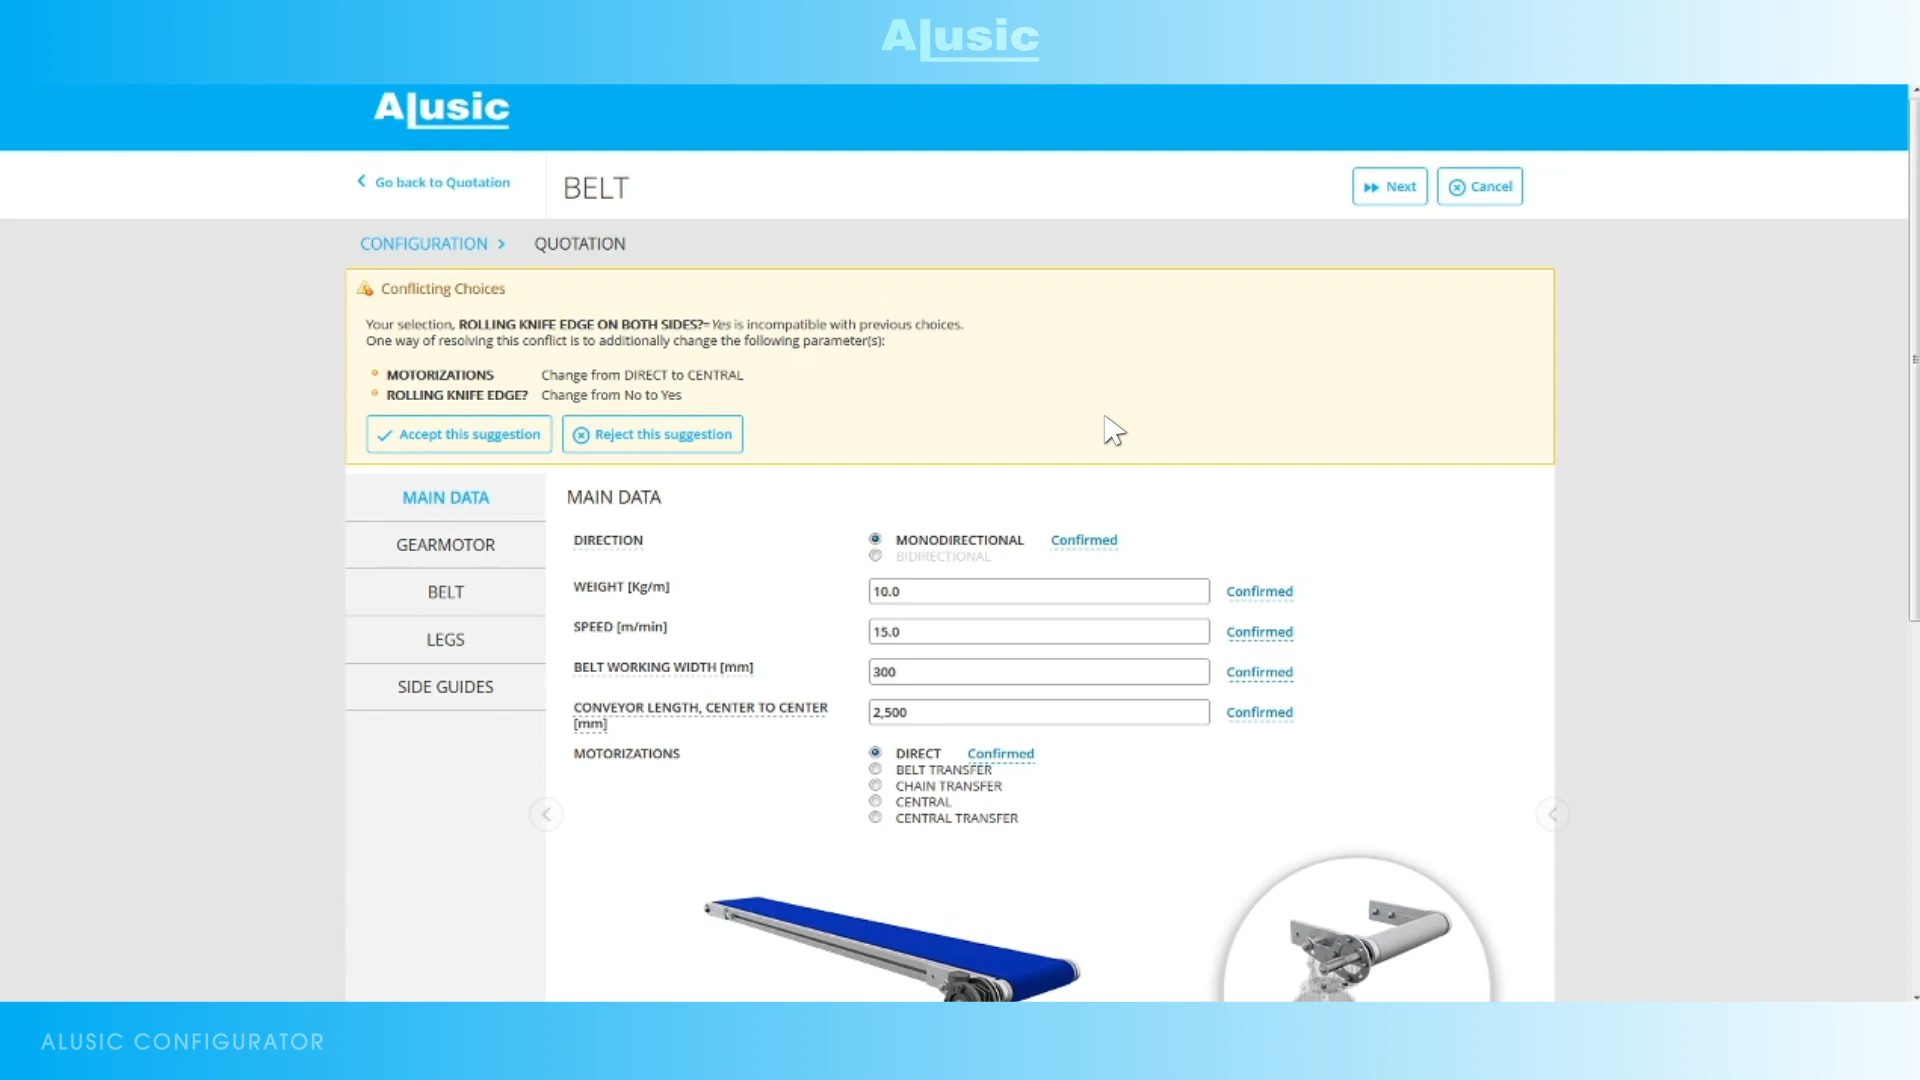 Alusic
Alusic
Go back to Quotation
BELT
Next
Cancel
CONFIGURATION
QUOTATION
Conflicting Choices
Your selection, ROLLING KNIFE EDGE ON BOTH SIDES?=Yes is incompatible with previous choices.
One way of resolving this conflict is to additionally change the following parameter(s):
MOTORIZATIONS Change from DIRECT to CENTRAL
ROLLING KNIFE EDGE? Change from No to Yes
Accept this suggestion
Reject this suggestion
MAIN DATA
GEARMOTOR
BELT
LEGS
SIDE GUIDES
MAIN DATA
DIRECTION
MONODIRECTIONAL Confirmed
BIDIRECTIONAL
WEIGHT [Kg/m] 10.0 Confirmed
SPEED [m/min] 15.0 Confirmed
BELT WORKING WIDTH [mm] 300 Confirmed
CONVEYOR LENGTH, CENTER TO CENTER
[mm]
2,500 Confirmed
MOTORIZATIONS
DIRECT Confirmed
BELT TRANSFER
CHAIN TRANSFER
CENTRAL
CENTRAL TRANSFER
ALUSIC CONFIGURATOR